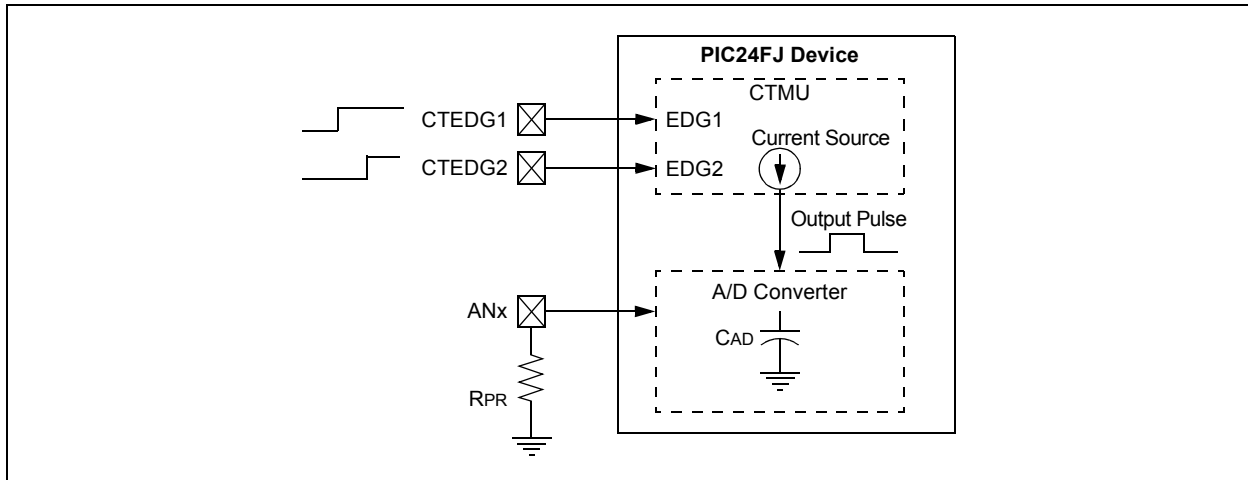 PIC24FJ Device
CTMU
CTEDG1
EDG1
Current Source
CTEDG2
EDG2
Output Pulse
A/D Converter
ANx
CAD
RPR